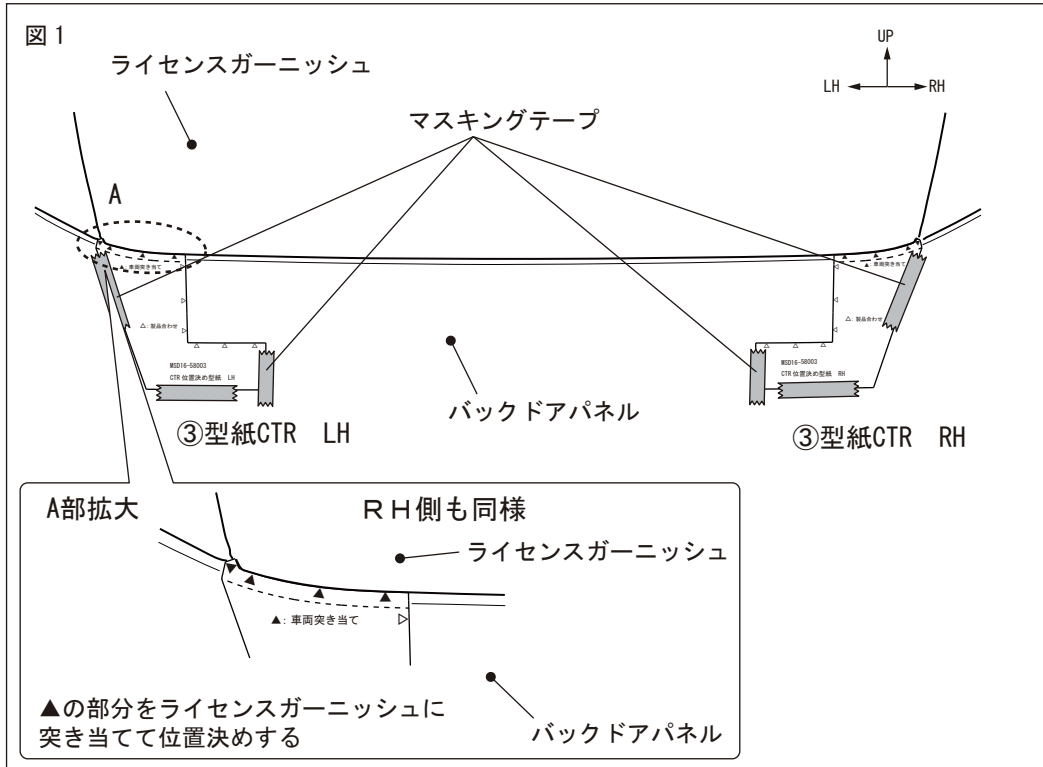 図1
ライセンスガーニッシュ
UP
LH
RH
マスキングテープ
A
▲: 車両突き当て
▲: 車両突き当て
△: 製品合わせ
△: 製品合わせ
MSD16-58003
CTR 位置決め型紙 LH
MSD16-58003
CTR 位置決め型紙 RH
バックドアパネル
③型紙CTR LH
③型紙CTR RH
A部拡大
RH側も同様
ライセンスガーニッシュ
▲: 車両突き当て
▲の部分をライセンスガーニッシュに
突き当てて位置決めする
バックドアパネル